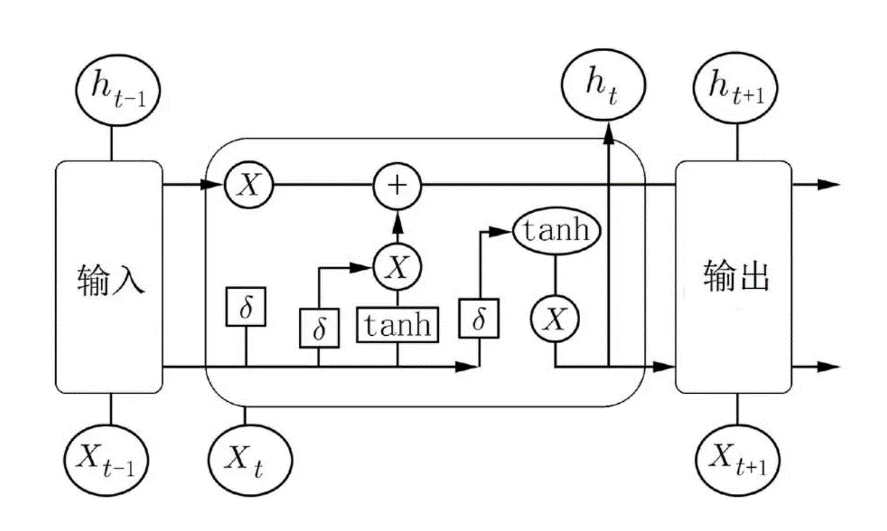 h_{t-1}
h_t
h_{t+1}
X
+
tanh
输入
X
输出
δ
δ
tanh
δ
X
X_{t-1}
X_t
X_{t+1}